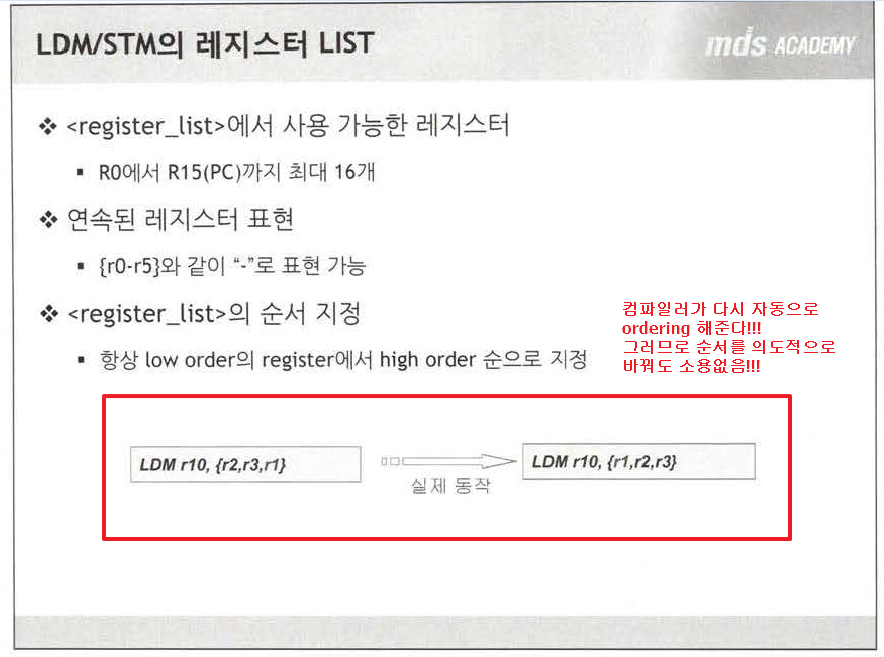 LDM/STM의 레지스터 LIST
mds ACADEMY
❖ <register_list>에서 사용 가능한 레지스터
▪ R0에서 R15(PC)까지 최대 16개
❖ 연속된 레지스터 표현
▪ {r0-r5}와 같이 “-”로 표현 가능
❖ <register_list>의 순서 지정
▪ 항상 low order의 register에서 high order 순으로 지정
컴파일러가 다시 자동으로
ordering 해준다!!!
그러므로 순서를 의도적으로
바꿔도 소용없음!!!
LDM r10, {r2,r3,r1}
실제 동작
LDM r10, {r1,r2,r3}